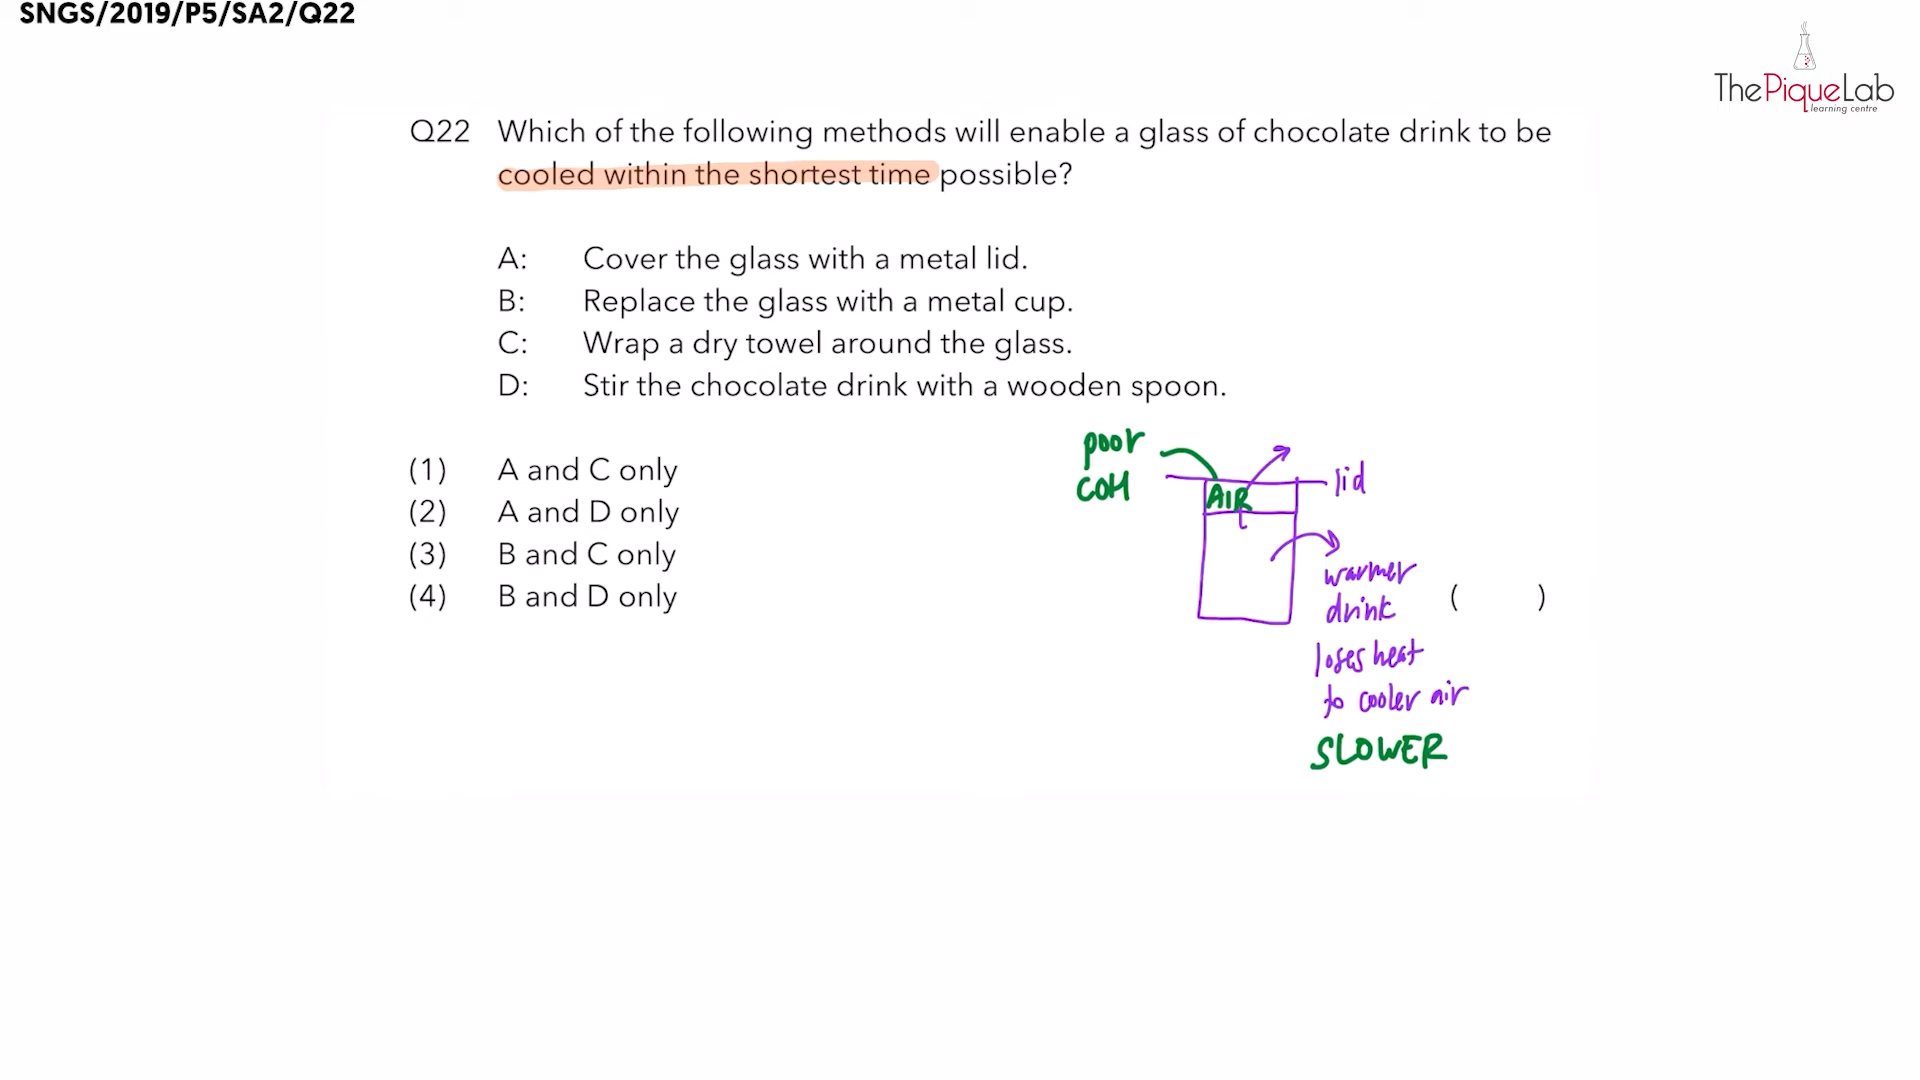 SNGS/2019/P5/SA2/Q22
ThePiqueLab
learning centre
Q22 Which of the following methods will enable a glass of chocolate drink to be
cooled within the shortest time possible?
A: Cover the glass with a metal lid.
B: Replace the glass with a metal cup.
C: Wrap a dry towel around the glass.
D: Stir the chocolate drink with a wooden spoon.
(1) A and C only
(2) A and D only
(3) B and C only
(4) B and D only
( )
poor
COH
AIR
lid
warmer
drink
loses heat
to cooler air
SLOWER